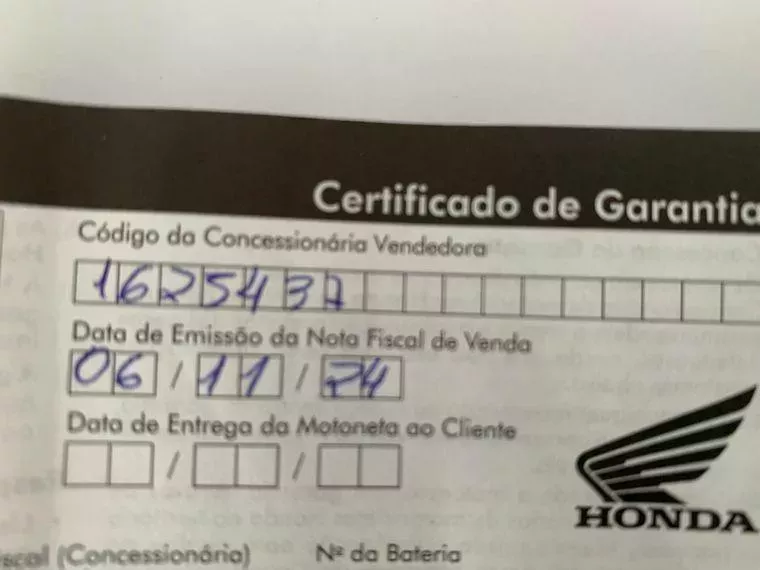 Certificado de Garantia
Código da Concessionária Vendedora
1625437
Data de Emissão da Nota Fiscal de Venda
06/11/24
Data de Entrega da Motoneta ao Cliente
/ /
HONDA
iscal (Concessionária) Nº da Bateria